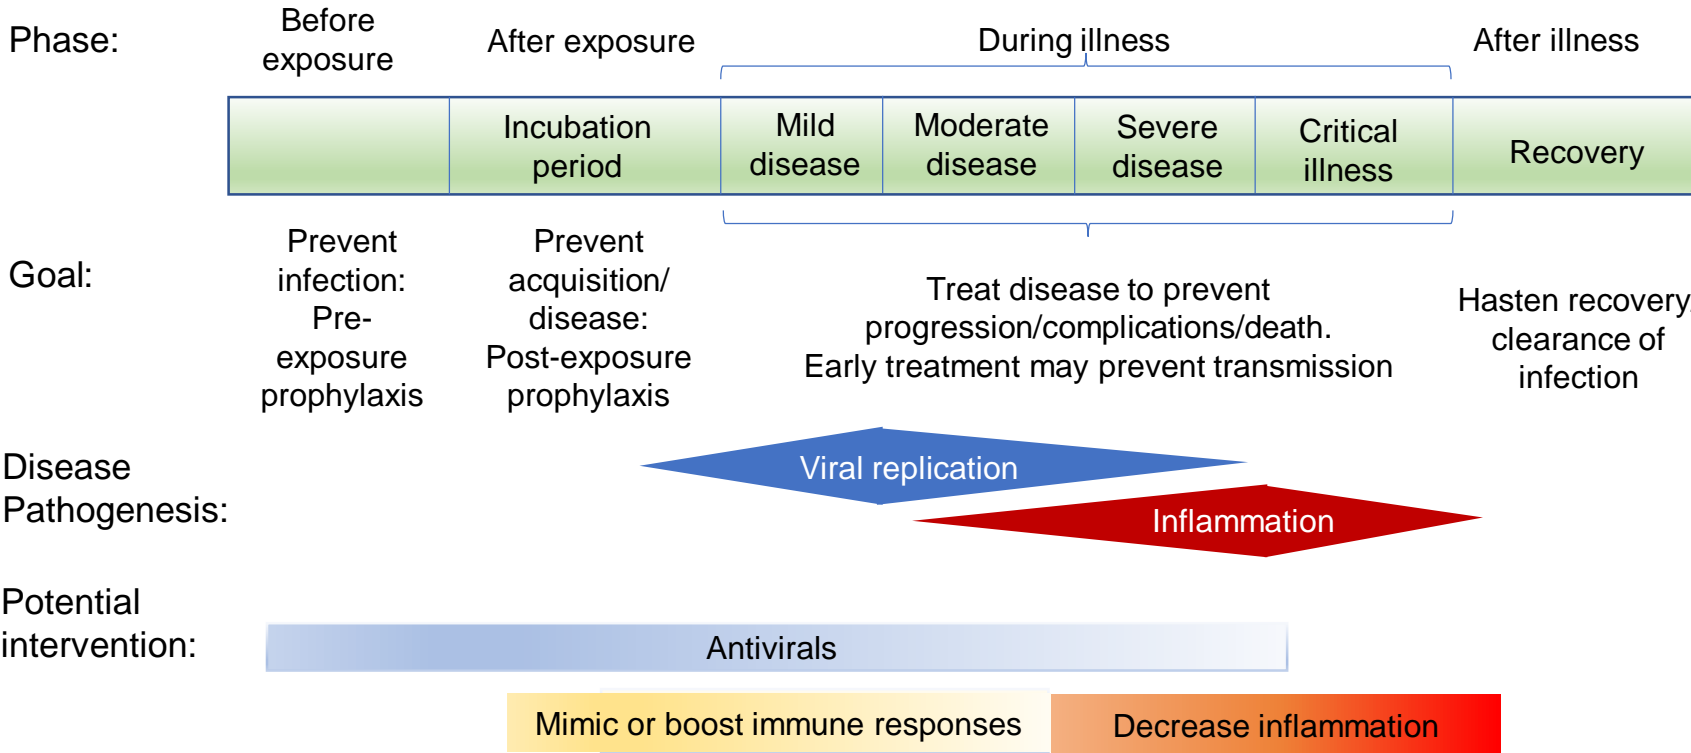 Phase:
Before
exposure
After exposure
During illness
After illness
Incubation
period
Mild
disease
Moderate
disease
Severe
disease
Critical
illness
Recovery
Goal:
Prevent
infection:
Pre-
exposure
prophylaxis
Prevent
acquisition/
disease:
Post-exposure
prophylaxis
Treat disease to prevent
progression/complications/death.
Early treatment may prevent transmission
Hasten recovery/
clearance of
infection
Disease
Pathogenesis:
Viral replication
Inflammation
Potential
intervention:
Antivirals
Mimic or boost immune responses
Decrease inflammation